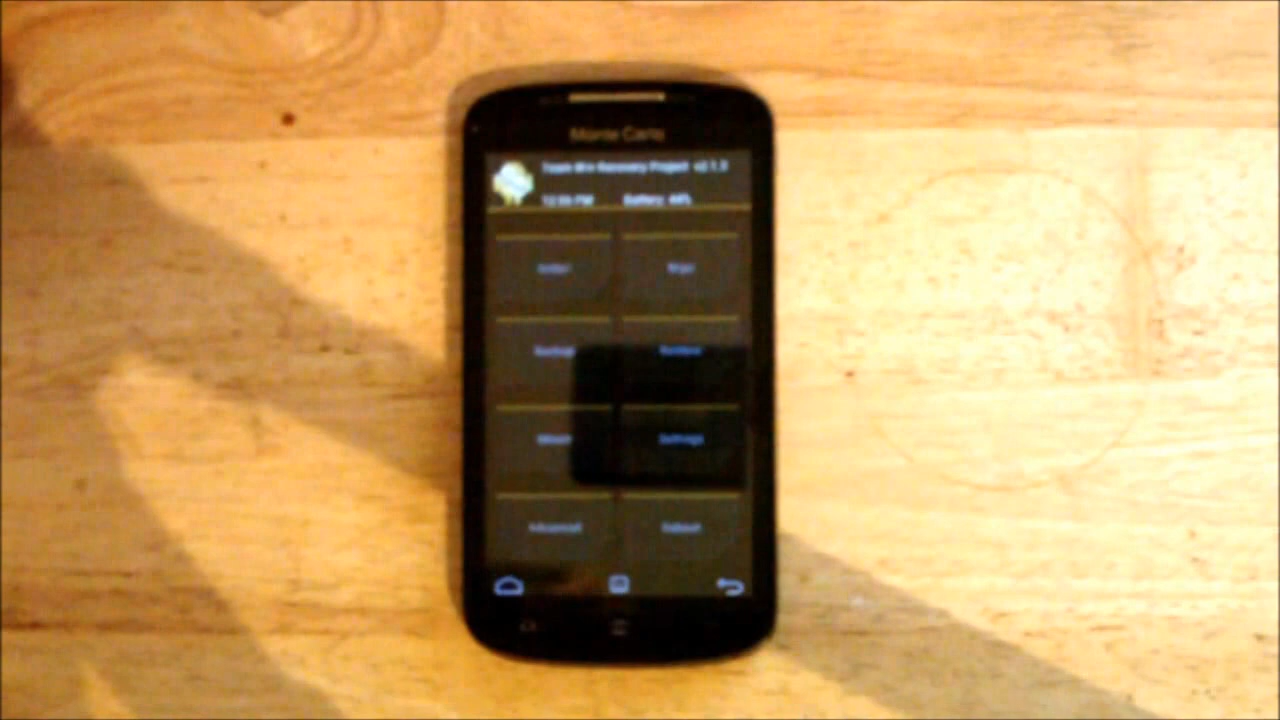 Monte Carlo
Team Win Recovery Project v2.1.3
12:09 PM Battery: 44%
Install Wipe
Backup Restore
Mount Settings
Advanced Reboot